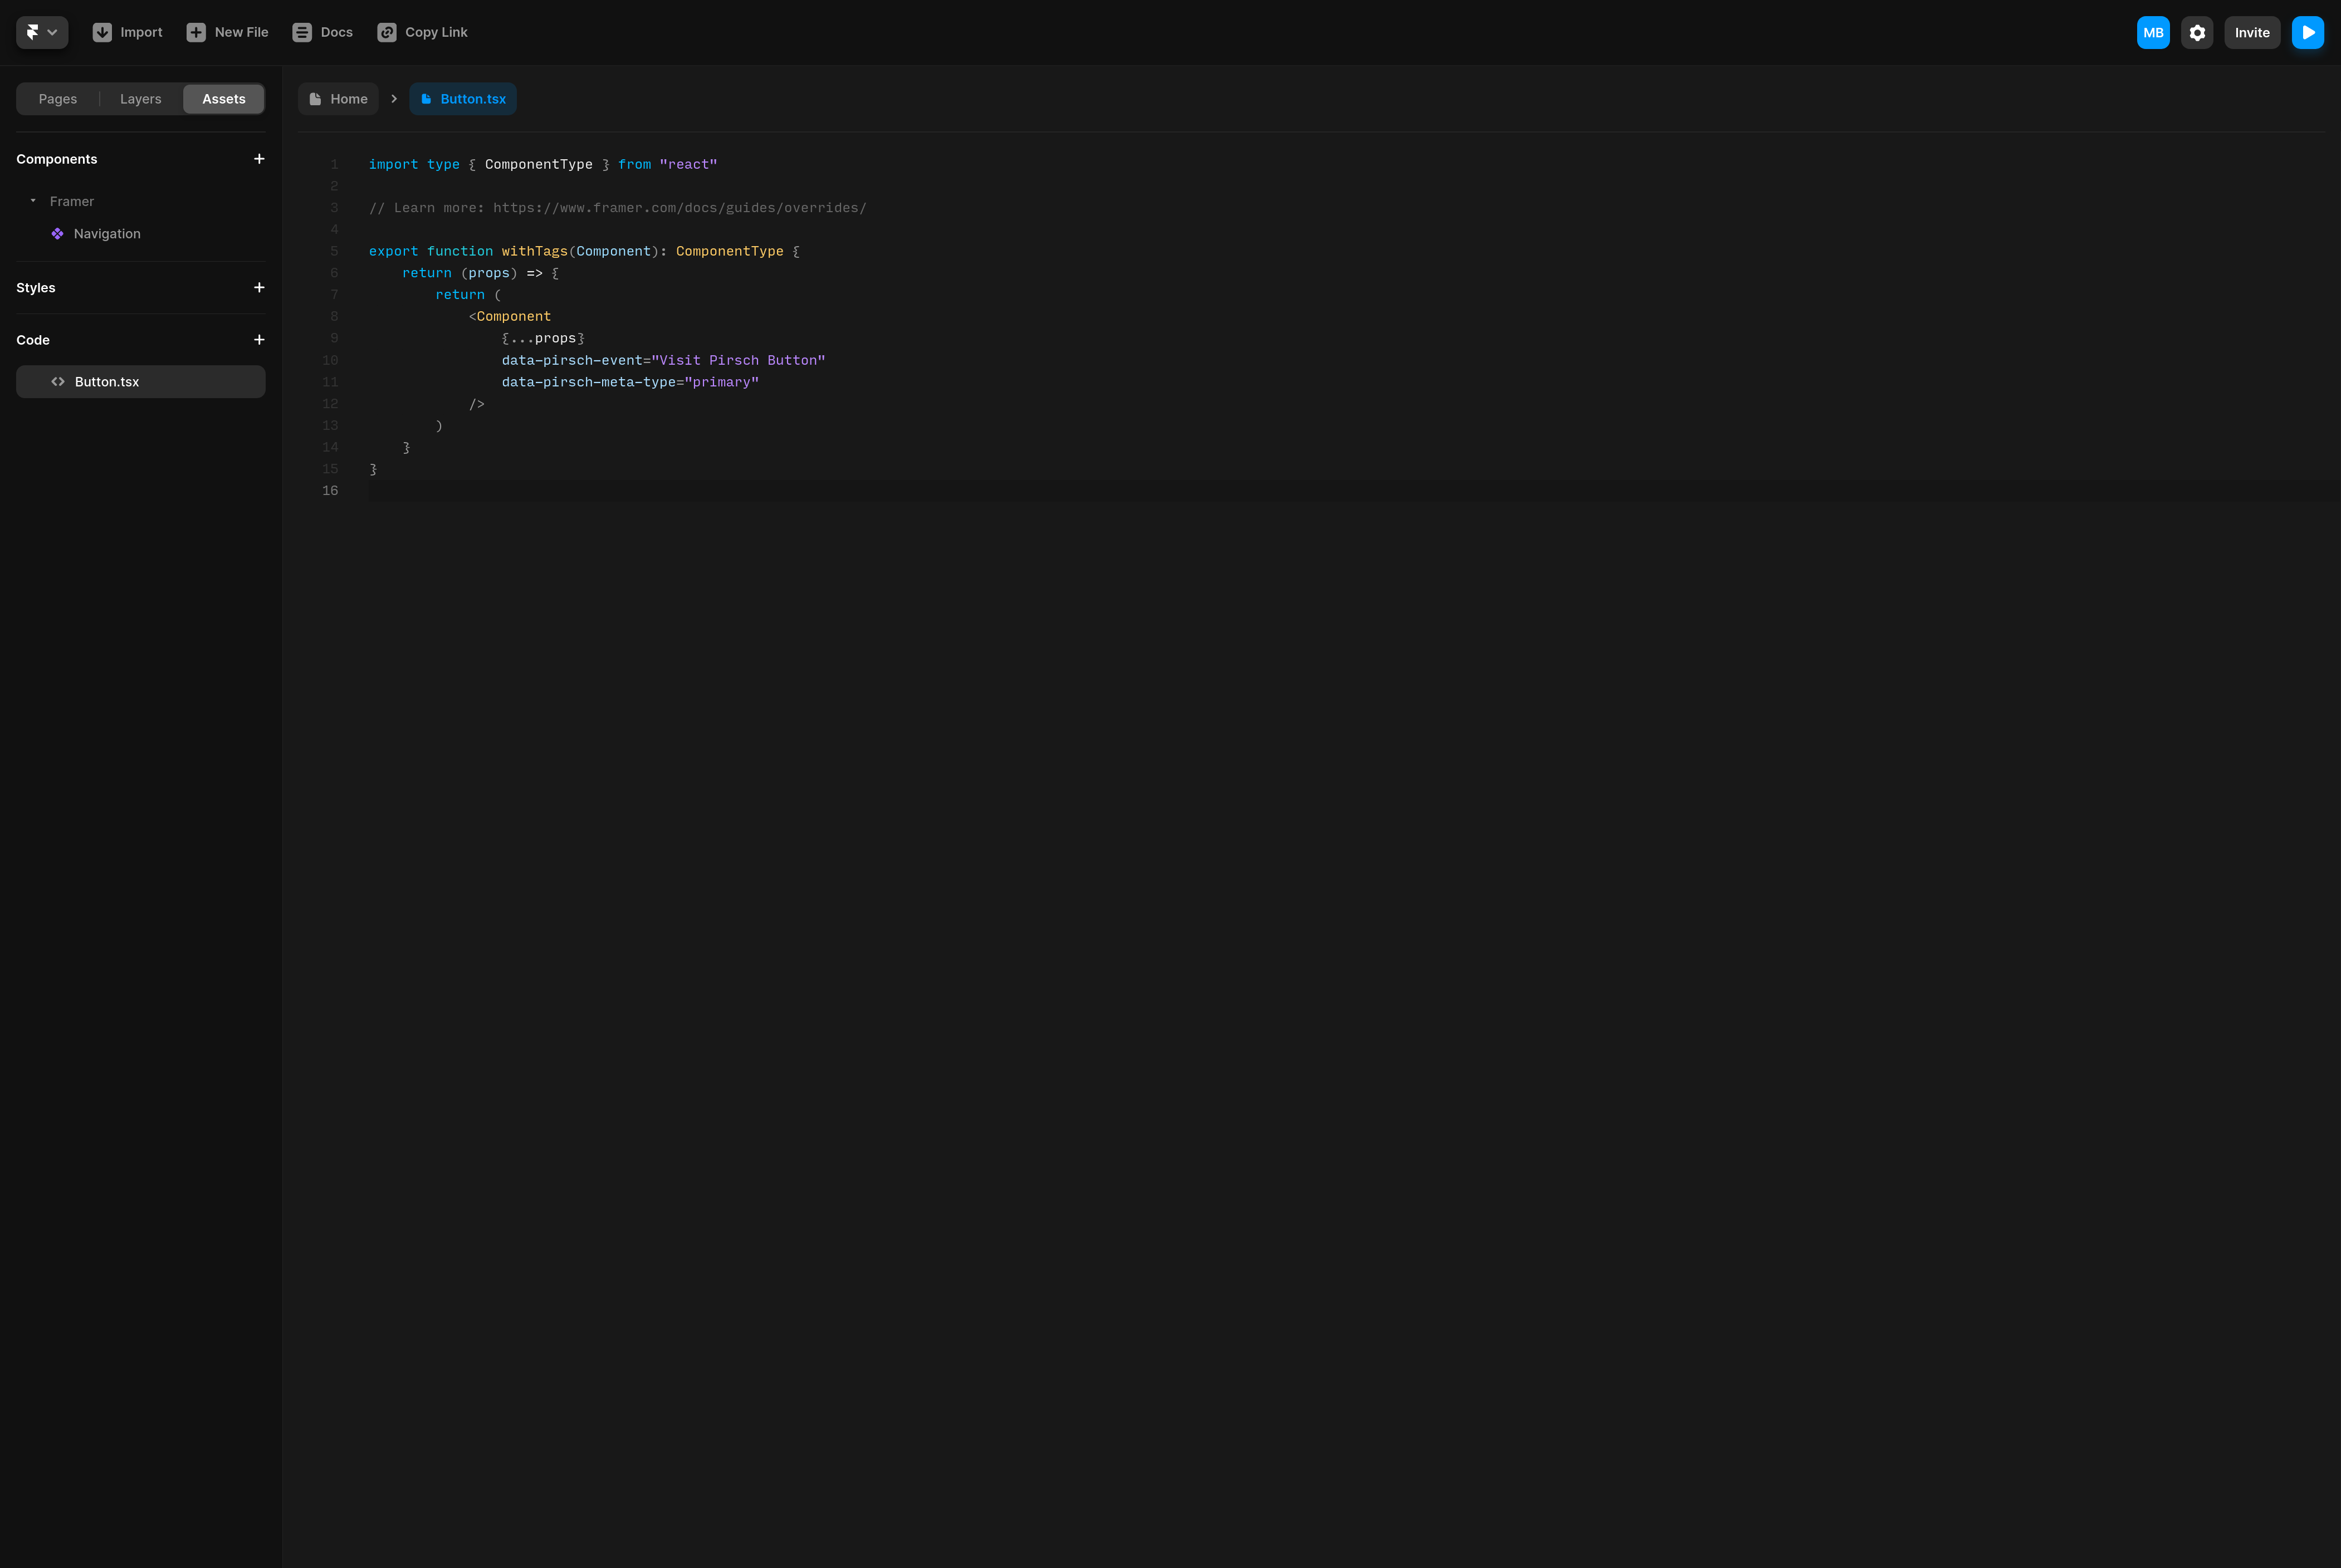 Import New File Docs Copy Link MB Invite
Pages Layers Assets
Home Button.tsx
Components
Framer
Navigation
Styles
Code
Button.tsx
1 import type { ComponentType } from "react"
2
3 // Learn more: https://www.framer.com/docs/guides/overrides/
4
5 export function withTags(Component): ComponentType {
6     return (props) => {
7         return (
8             <Component
9                 {...props}
10                 data-pirsch-event="Visit Pirsch Button"
11                 data-pirsch-meta-type="primary"
12             />
13         )
14     }
15 }
16